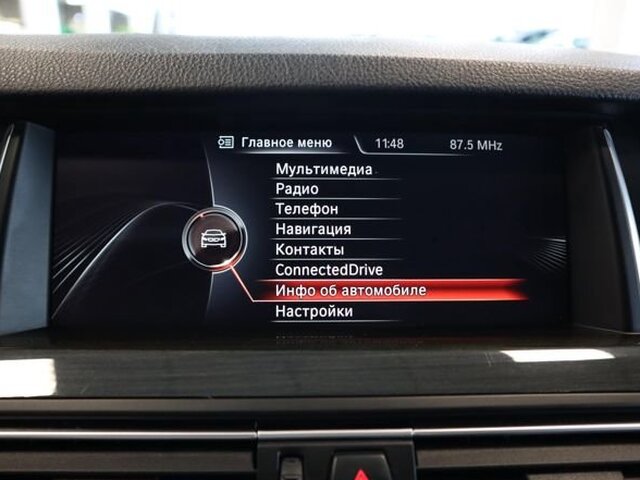 Главное меню 11:48 87.5 MHz
Мультимедиа
Радио
Телефон
Навигация
Контакты
ConnectedDrive
Инфо об автомобиле
Настройки